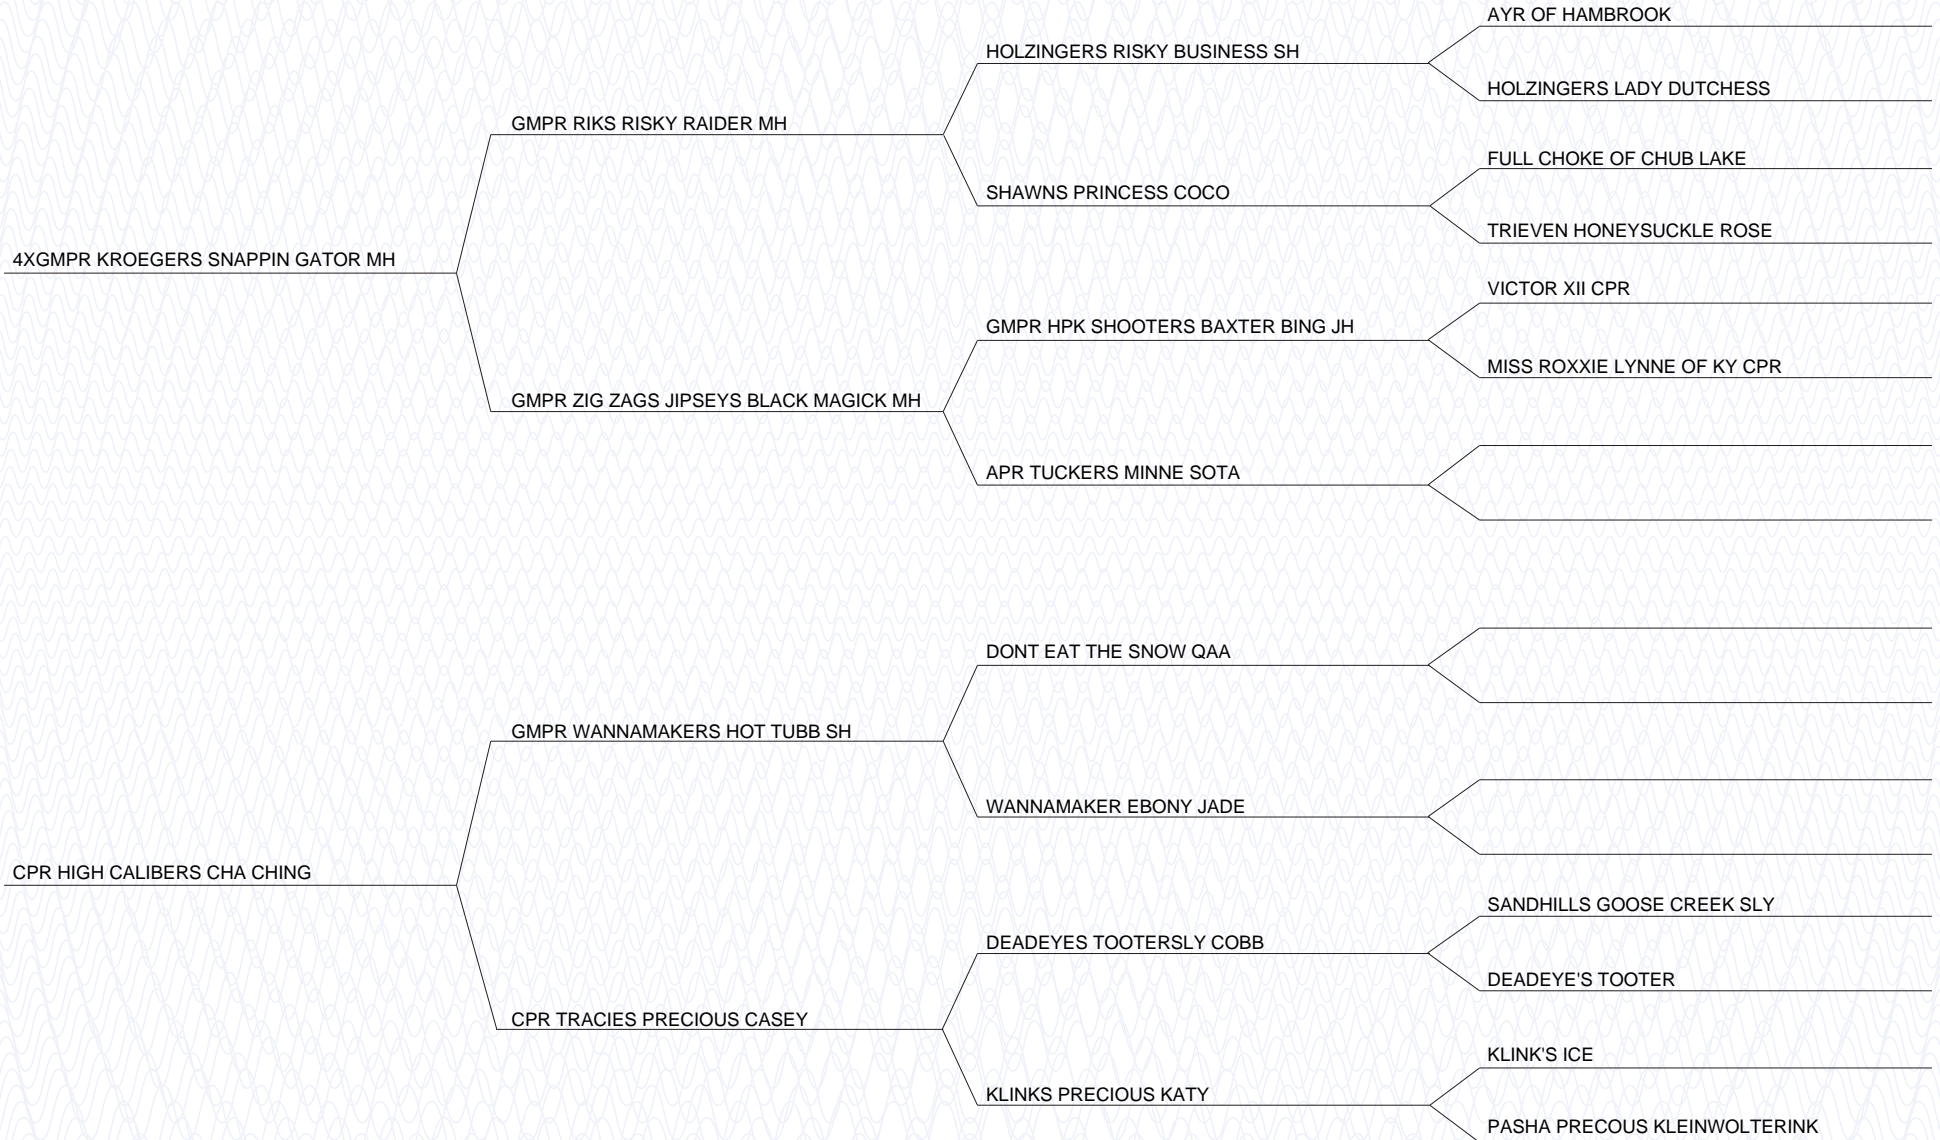 AYR OF HAMBROOK
HOLZINGERS RISKY BUSINESS SH
HOLZINGERS LADY DUTCHESS
GMPR RIKS RISKY RAIDER MH
FULL CHOKE OF CHUB LAKE
SHAWNS PRINCESS COCO
TRIEVEN HONEYSUCKLE ROSE
4XGMPR KROEGERS SNAPPIN GATOR MH
VICTOR XII CPR
GMPR HPK SHOOTERS BAXTER BING JH
MISS ROXXIE LYNNE OF KY CPR
GMPR ZIG ZAGS JIPSEYS BLACK MAGICK MH
APR TUCKERS MINNE SOTA
DONT EAT THE SNOW QAA
GMPR WANNAMAKERS HOT TUBB SH
WANNAMAKER EBONY JADE
CPR HIGH CALIBERS CHA CHING
SANDHILLS GOOSE CREEK SLY
DEADEYES TOOTERSLY COBB
DEADEYE'S TOOTER
CPR TRACIES PRECIOUS CASEY
KLINK'S ICE
KLINKS PRECIOUS KATY
PASHA PRECOUS KLEINWOLTERINK